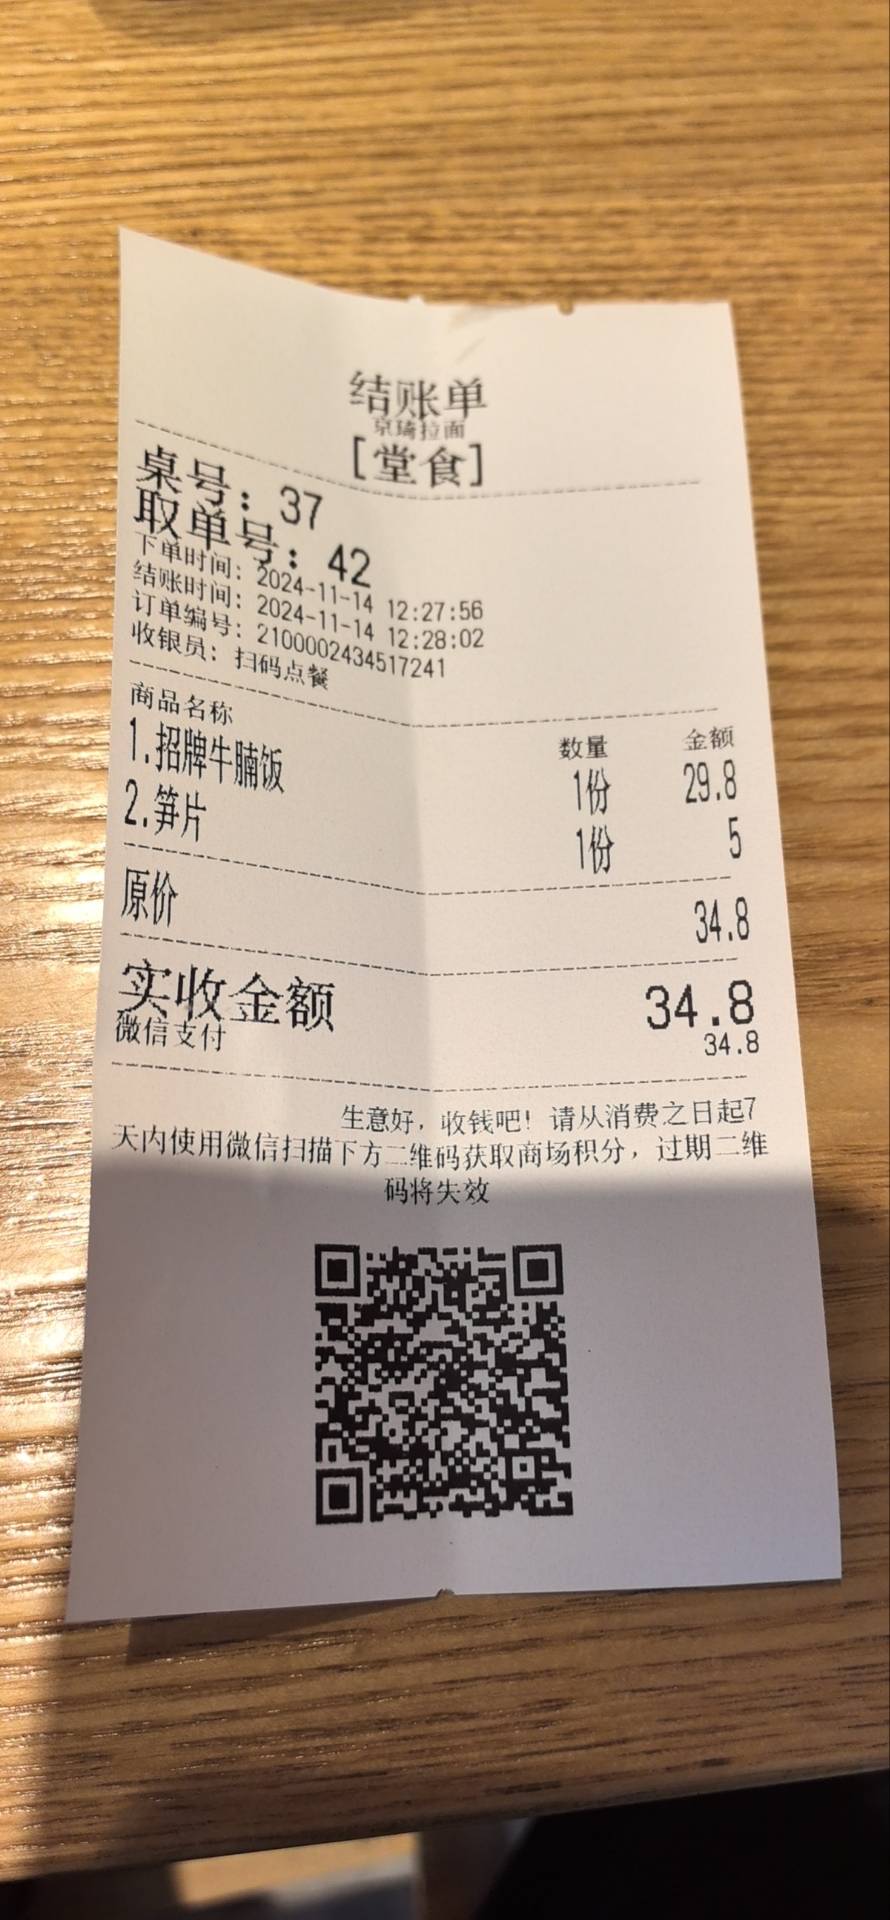 结账单
京琦拉面
[堂食]
桌号：37
取单号：42
下单时间：2024-11-14 12:27:56
结账时间：2024-11-14 12:28:02
订单编号：2100002434517241
收银员：扫码点餐
商品名称 数量 金额
1.招牌牛腩饭 1份 29.8
2.笋片 1份 5
原价 34.8
实收金额 34.8
微信支付 34.8
生意好，收钱吧！请从消费之日起7
天内使用微信扫描下方二维码获取商场积分，过期二维
码将失效